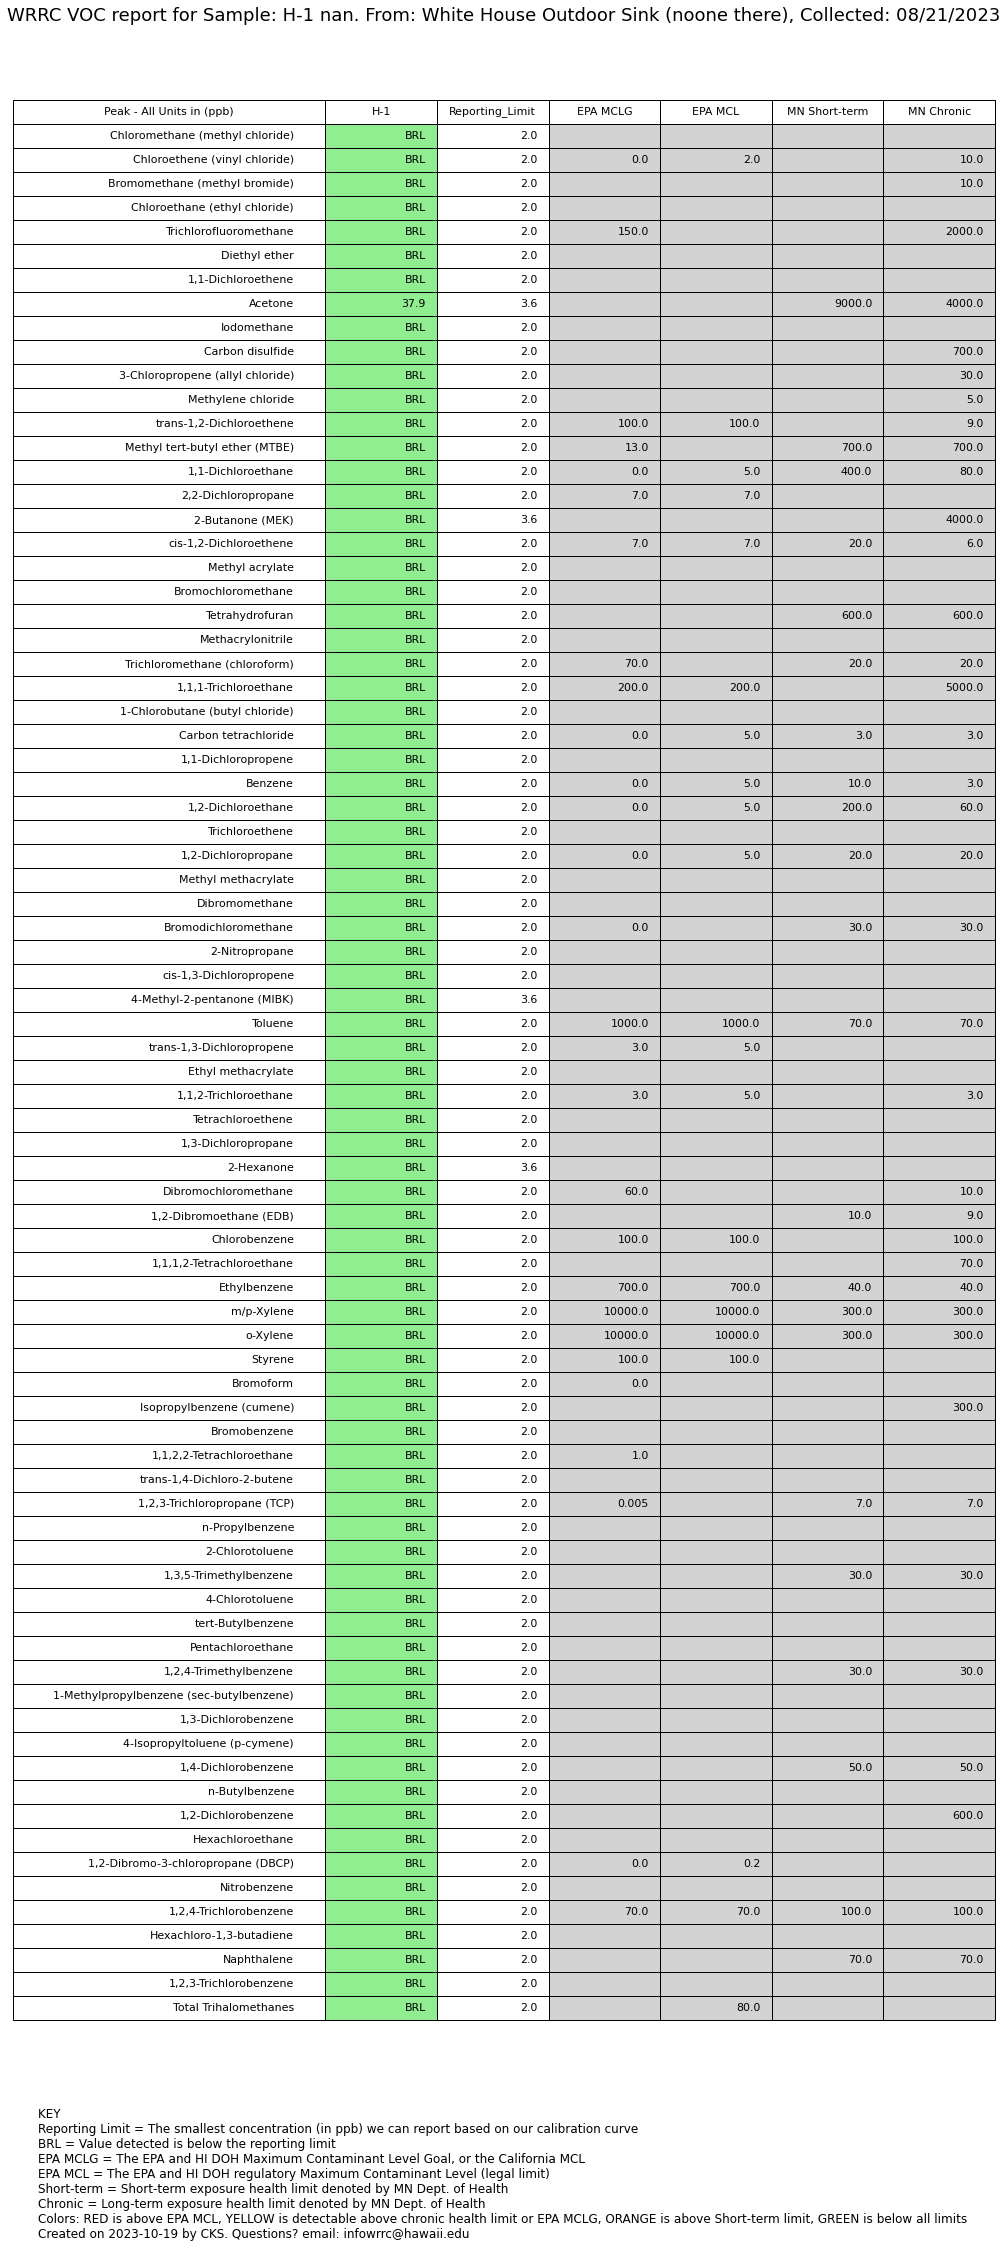 WRRC VOC report for Sample: H-1 nan. From: White House Outdoor Sink (noone there), Collected: 08/21/2023
Peak - All Units in (ppb) H-1 Reporting_Limit EPA MCLG EPA MCL MN Short-term MN Chronic
Chloromethane (methyl chloride) BRL 2.0
Chloroethene (vinyl chloride) BRL 2.0 0.0 2.0 10.0
Bromomethane (methyl bromide) BRL 2.0 10.0
Chloroethane (ethyl chloride) BRL 2.0
Trichlorofluoromethane BRL 2.0 150.0 2000.0
Diethyl ether BRL 2.0
1,1-Dichloroethene BRL 2.0
Acetone 37.9 3.6 9000.0 4000.0
Iodomethane BRL 2.0
Carbon disulfide BRL 2.0 700.0
3-Chloropropene (allyl chloride) BRL 2.0 30.0
Methylene chloride BRL 2.0 5.0
trans-1,2-Dichloroethene BRL 2.0 100.0 100.0 9.0
Methyl tert-butyl ether (MTBE) BRL 2.0 13.0 700.0 700.0
1,1-Dichloroethane BRL 2.0 0.0 5.0 400.0 80.0
2,2-Dichloropropane BRL 2.0 7.0 7.0
2-Butanone (MEK) BRL 3.6 4000.0
cis-1,2-Dichloroethene BRL 2.0 7.0 7.0 20.0 6.0
Methyl acrylate BRL 2.0
Bromochloromethane BRL 2.0
Tetrahydrofuran BRL 2.0 600.0 600.0
Methacrylonitrile BRL 2.0
Trichloromethane (chloroform) BRL 2.0 70.0 20.0 20.0
1,1,1-Trichloroethane BRL 2.0 200.0 200.0 5000.0
1-Chlorobutane (butyl chloride) BRL 2.0
Carbon tetrachloride BRL 2.0 0.0 5.0 3.0 3.0
1,1-Dichloropropene BRL 2.0
Benzene BRL 2.0 0.0 5.0 10.0 3.0
1,2-Dichloroethane BRL 2.0 0.0 5.0 200.0 60.0
Trichloroethene BRL 2.0
1,2-Dichloropropane BRL 2.0 0.0 5.0 20.0 20.0
Methyl methacrylate BRL 2.0
Dibromomethane BRL 2.0
Bromodichloromethane BRL 2.0 0.0 30.0 30.0
2-Nitropropane BRL 2.0
cis-1,3-Dichloropropene BRL 2.0
4-Methyl-2-pentanone (MIBK) BRL 3.6
Toluene BRL 2.0 1000.0 1000.0 70.0 70.0
trans-1,3-Dichloropropene BRL 2.0 3.0 5.0
Ethyl methacrylate BRL 2.0
1,1,2-Trichloroethane BRL 2.0 3.0 5.0 3.0
Tetrachloroethene BRL 2.0
1,3-Dichloropropane BRL 2.0
2-Hexanone BRL 3.6
Dibromochloromethane BRL 2.0 60.0 10.0
1,2-Dibromoethane (EDB) BRL 2.0 10.0 9.0
Chlorobenzene BRL 2.0 100.0 100.0 100.0
1,1,1,2-Tetrachloroethane BRL 2.0 70.0
Ethylbenzene BRL 2.0 700.0 700.0 40.0 40.0
m/p-Xylene BRL 2.0 10000.0 10000.0 300.0 300.0
o-Xylene BRL 2.0 10000.0 10000.0 300.0 300.0
Styrene BRL 2.0 100.0 100.0
Bromoform BRL 2.0 0.0
Isopropylbenzene (cumene) BRL 2.0 300.0
Bromobenzene BRL 2.0
1,1,2,2-Tetrachloroethane BRL 2.0 1.0
trans-1,4-Dichloro-2-butene BRL 2.0
1,2,3-Trichloropropane (TCP) BRL 2.0 0.005 7.0 7.0
n-Propylbenzene BRL 2.0
2-Chlorotoluene BRL 2.0
1,3,5-Trimethylbenzene BRL 2.0 30.0 30.0
4-Chlorotoluene BRL 2.0
tert-Butylbenzene BRL 2.0
Pentachloroethane BRL 2.0
1,2,4-Trimethylbenzene BRL 2.0 30.0 30.0
1-Methylpropylbenzene (sec-butylbenzene) BRL 2.0
1,3-Dichlorobenzene BRL 2.0
4-Isopropyltoluene (p-cymene) BRL 2.0
1,4-Dichlorobenzene BRL 2.0 50.0 50.0
n-Butylbenzene BRL 2.0
1,2-Dichlorobenzene BRL 2.0 600.0
Hexachloroethane BRL 2.0
1,2-Dibromo-3-chloropropane (DBCP) BRL 2.0 0.0 0.2
Nitrobenzene BRL 2.0
1,2,4-Trichlorobenzene BRL 2.0 70.0 70.0 100.0 100.0
Hexachloro-1,3-butadiene BRL 2.0
Naphthalene BRL 2.0 70.0 70.0
1,2,3-Trichlorobenzene BRL 2.0
Total Trihalomethanes BRL 2.0 80.0
KEY
Reporting Limit = The smallest concentration (in ppb) we can report based on our calibration curve
BRL = Value detected is below the reporting limit
EPA MCLG = The EPA and HI DOH Maximum Contaminant Level Goal, or the California MCL
EPA MCL = The EPA and HI DOH regulatory Maximum Contaminant Level (legal limit)
Short-term = Short-term exposure health limit denoted by MN Dept. of Health
Chronic = Long-term exposure health limit denoted by MN Dept. of Health
Colors: RED is above EPA MCL, YELLOW is detectable above chronic health limit or EPA MCLG, ORANGE is above Short-term limit, GREEN is below all limits
Created on 2023-10-19 by CKS. Questions? email: infowrrc@hawaii.edu